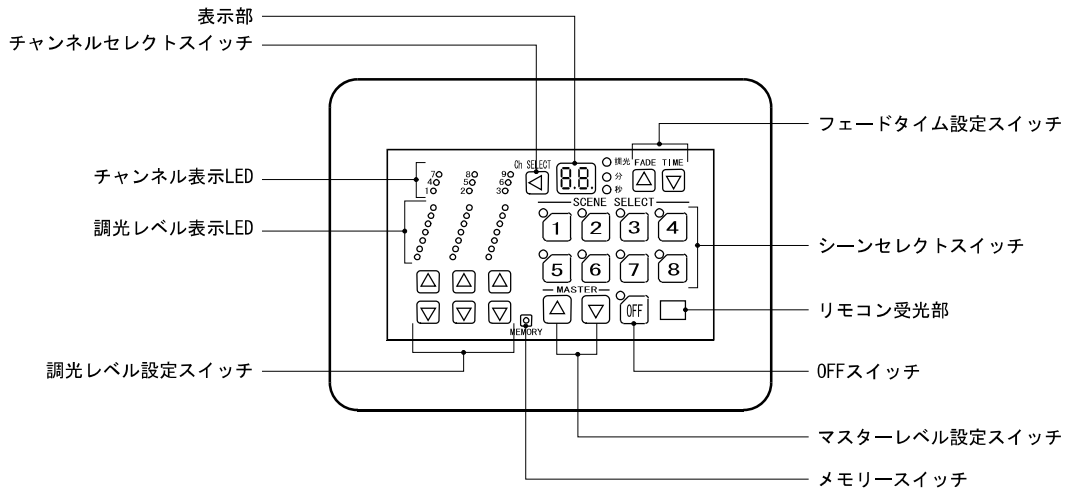 表示部
チャンネルセレクトスイッチ
フェードタイム設定スイッチ
チャンネル表示LED
調光レベル表示LED
シーンセレクトスイッチ
リモコン受光部
調光レベル設定スイッチ
OFFスイッチ
マスターレベル設定スイッチ
メモリースイッチ
7 8 9
4 5 6
1 2 3
Ch SELECT
8.8.
調光
分
秒
FADE TIME
SCENE SELECT
1 2 3 4
5 6 7 8
MASTER
OFF
MEMORY